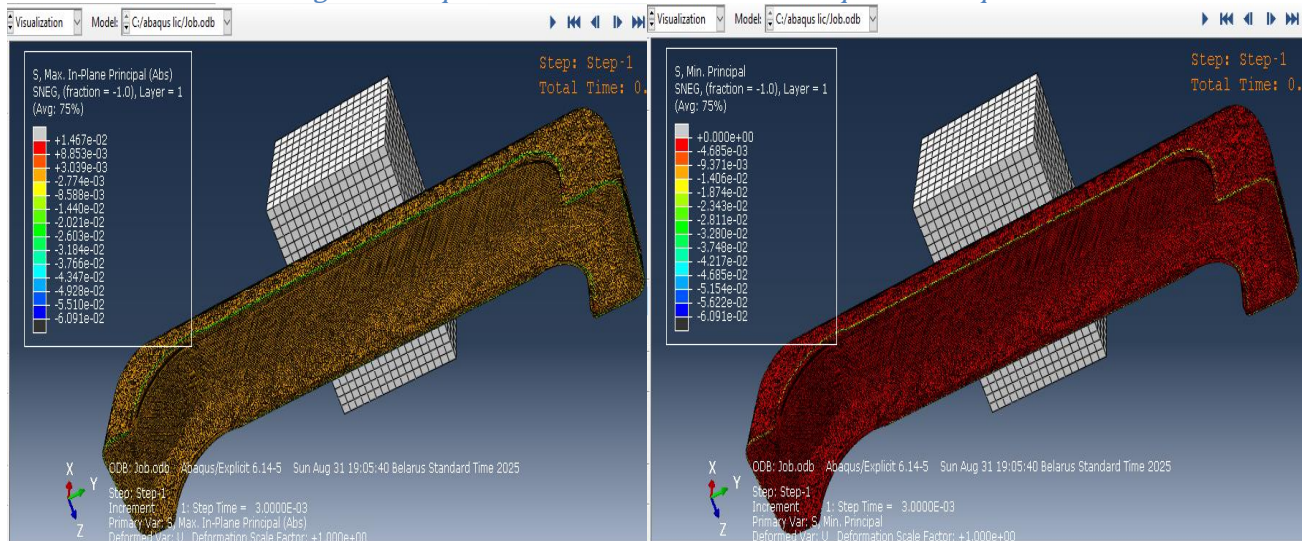 Visualization Model: C:/abaqus lic/Job.odb
S, Max. In-Plane Principal (Abs)
SNEG, (fraction = -1.0), Layer = 1
(Avg: 75%)
+1.467e-02
+8.853e-03
+3.039e-03
-2.774e-03
-8.588e-03
-1.440e-02
-2.021e-02
-2.603e-02
-3.184e-02
-3.766e-02
-4.347e-02
-4.928e-02
-5.510e-02
-6.091e-02
Step: Step-1
Total Time: 0.
X
Y
Z
ODB: Job.odb Abaqus/Explicit 6.14-5 Sun Aug 31 19:05:40 Belarus Standard Time 2025
Step: Step-1
Increment 1: Step Time = 3.0000E-03
Primary Var: S, Max. In-Plane Principal (Abs)
Deformed Var: U Deformation Scale Factor: +1.000e+00
Visualization Model: C:/abaqus lic/Job.odb
S, Min. Principal
SNEG, (fraction = -1.0), Layer = 1
(Avg: 75%)
+0.000e+00
-4.685e-03
-9.371e-03
-1.406e-02
-1.874e-02
-2.343e-02
-2.811e-02
-3.280e-02
-3.748e-02
-4.217e-02
-4.685e-02
-5.154e-02
-5.622e-02
-6.091e-02
Step: Step-1
Total Time: 0.
X
Y
Z
ODB: Job.odb Abaqus/Explicit 6.14-5 Sun Aug 31 19:05:40 Belarus Standard Time 2025
Step: Step-1
Increment 1: Step Time = 3.0000E-03
Primary Var: S, Min. Principal
Deformed Var: U Deformation Scale Factor: +1.000e+00